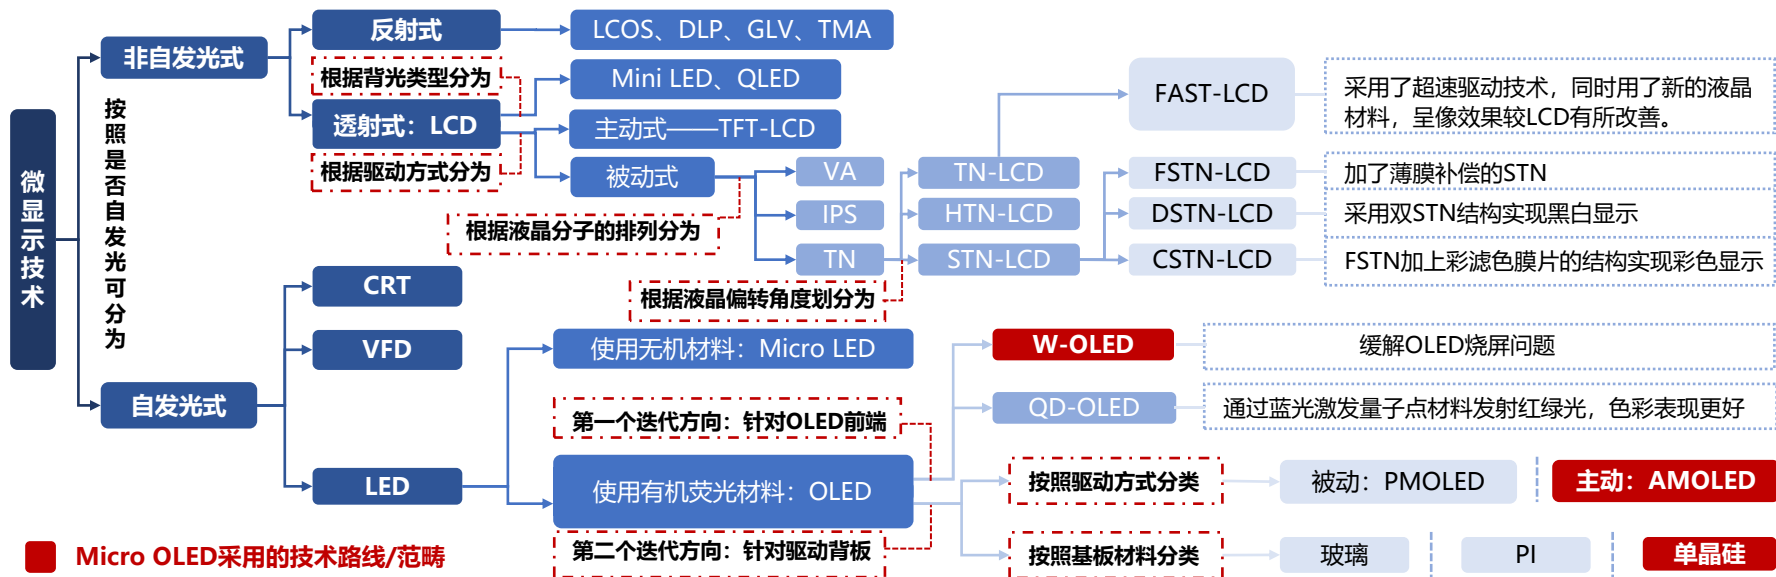 微显示技术
按照是否自发光可分为
非自发光式
反射式
LCOS、DLP、GLV、TMA
根据背光类型分为
Mini LED、QLED
透射式：LCD
主动式——TFT-LCD
根据驱动方式分为
被动式
根据液晶分子的排列分为
VA
IPS
TN
根据液晶偏转角度划分为
TN-LCD
HTN-LCD
STN-LCD
FAST-LCD
采用了超速驱动技术，同时用了新的液晶
材料，呈像效果较LCD有所改善。
FSTN-LCD
加了薄膜补偿的STN
DSTN-LCD
采用双STN结构实现黑白显示
CSTN-LCD
FSTN加上彩滤色膜片的结构实现彩色显示
自发光式
CRT
VFD
LED
使用无机材料：Micro LED
第一个迭代方向：针对OLED前端
使用有机荧光材料：OLED
第二个迭代方向：针对驱动背板
W-OLED
缓解OLED烧屏问题
QD-OLED
通过蓝光激发量子点材料发射红绿光，色彩表现更好
按照驱动方式分类
被动：PMOLED
主动：AMOLED
按照基板材料分类
玻璃
PI
单晶硅
Micro OLED采用的技术路线/范畴